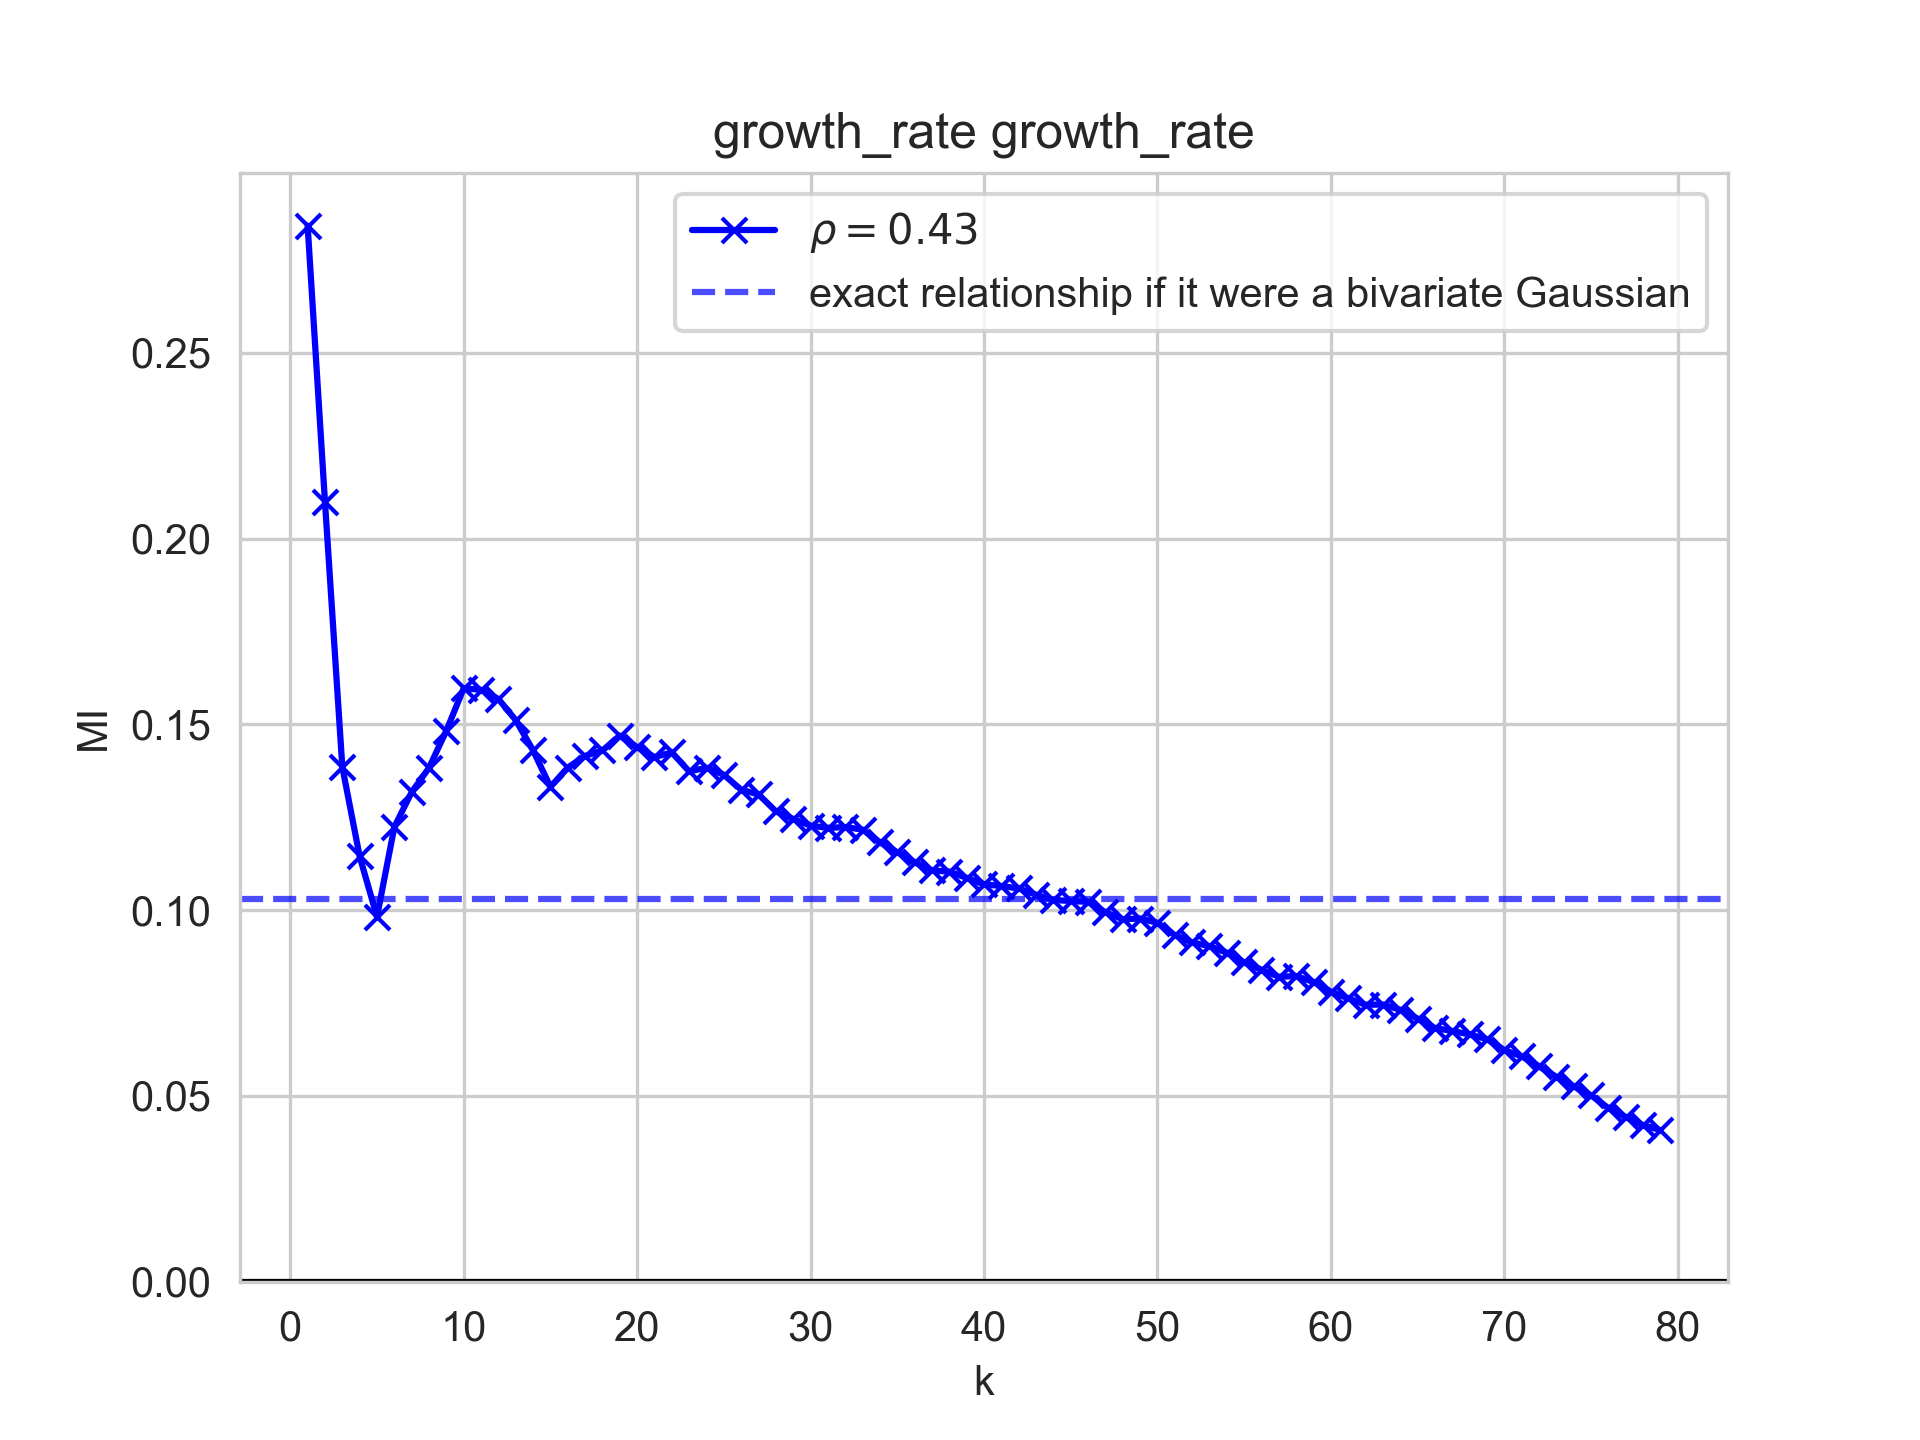 growth_rate growth_rate
ρ = 0.43
exact relationship if it were a bivariate Gaussian
MI
0.25
0.20
0.15
0.10
0.05
0.00
0 10 20 30 40 50 60 70 80
k